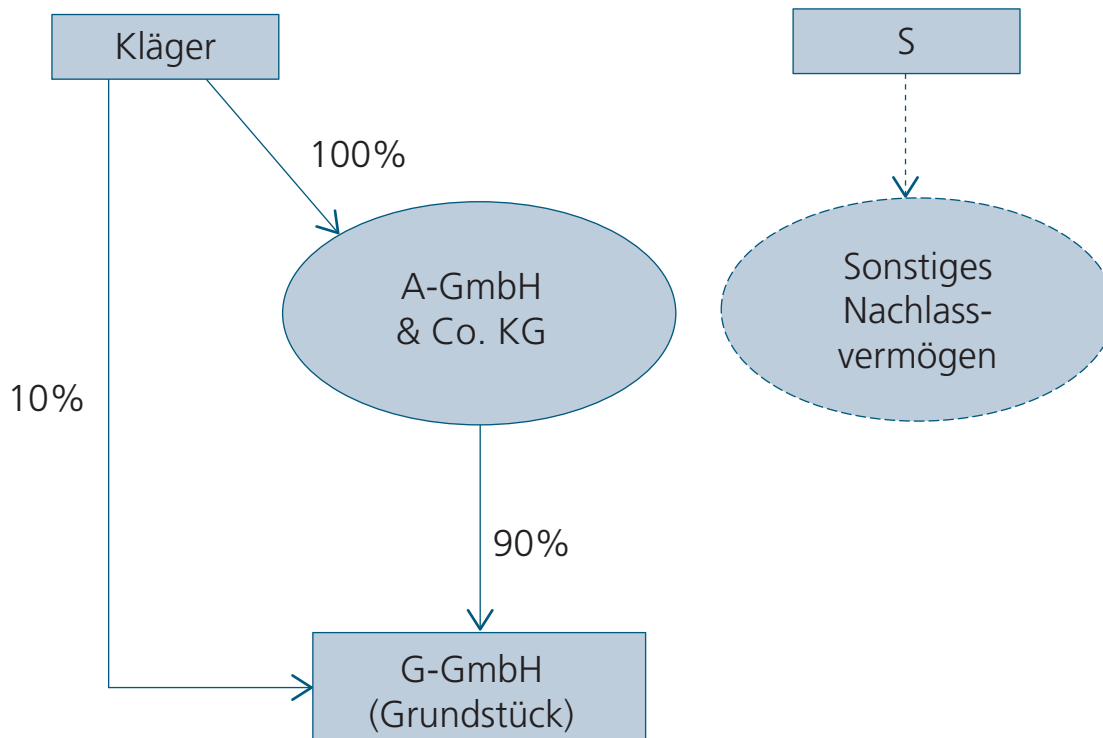 Kläger
S
100%
A-GmbH
& Co. KG
Sonstiges
Nachlass-
vermögen
10%
90%
G-GmbH
(Grundstück)